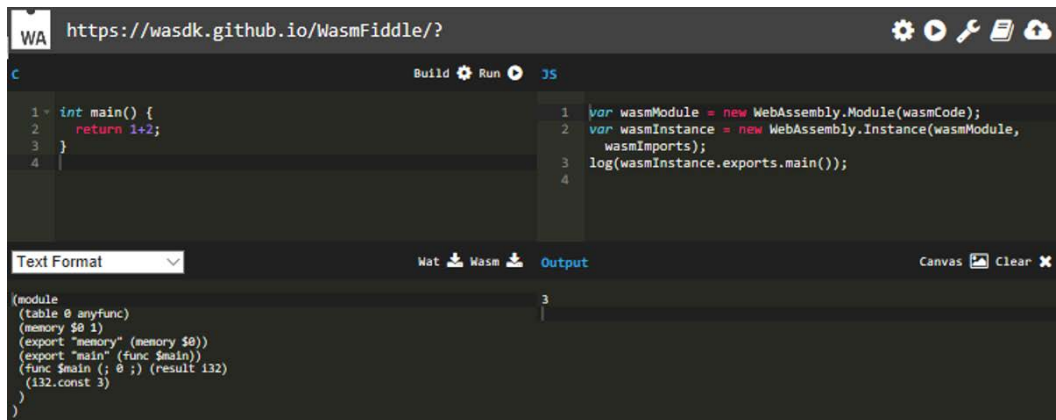 WA
https://wasdk.github.io/WasmFiddle/?
C
Build Run
1 int main() {
2 return 1+2;
3 }
4
JS
1 var wasmModule = new WebAssembly.Module(wasmCode);
2 var wasmInstance = new WebAssembly.Instance(wasmModule,
wasmImports);
3 log(wasmInstance.exports.main());
4
Text Format
Wat Wasm
(module
(table 0 anyfunc)
(memory $0 1)
(export "memory" (memory $0))
(export "main" (func $main))
(func $main (; 0 ;) (result i32)
(i32.const 3)
)
)
Output
Canvas Clear
3